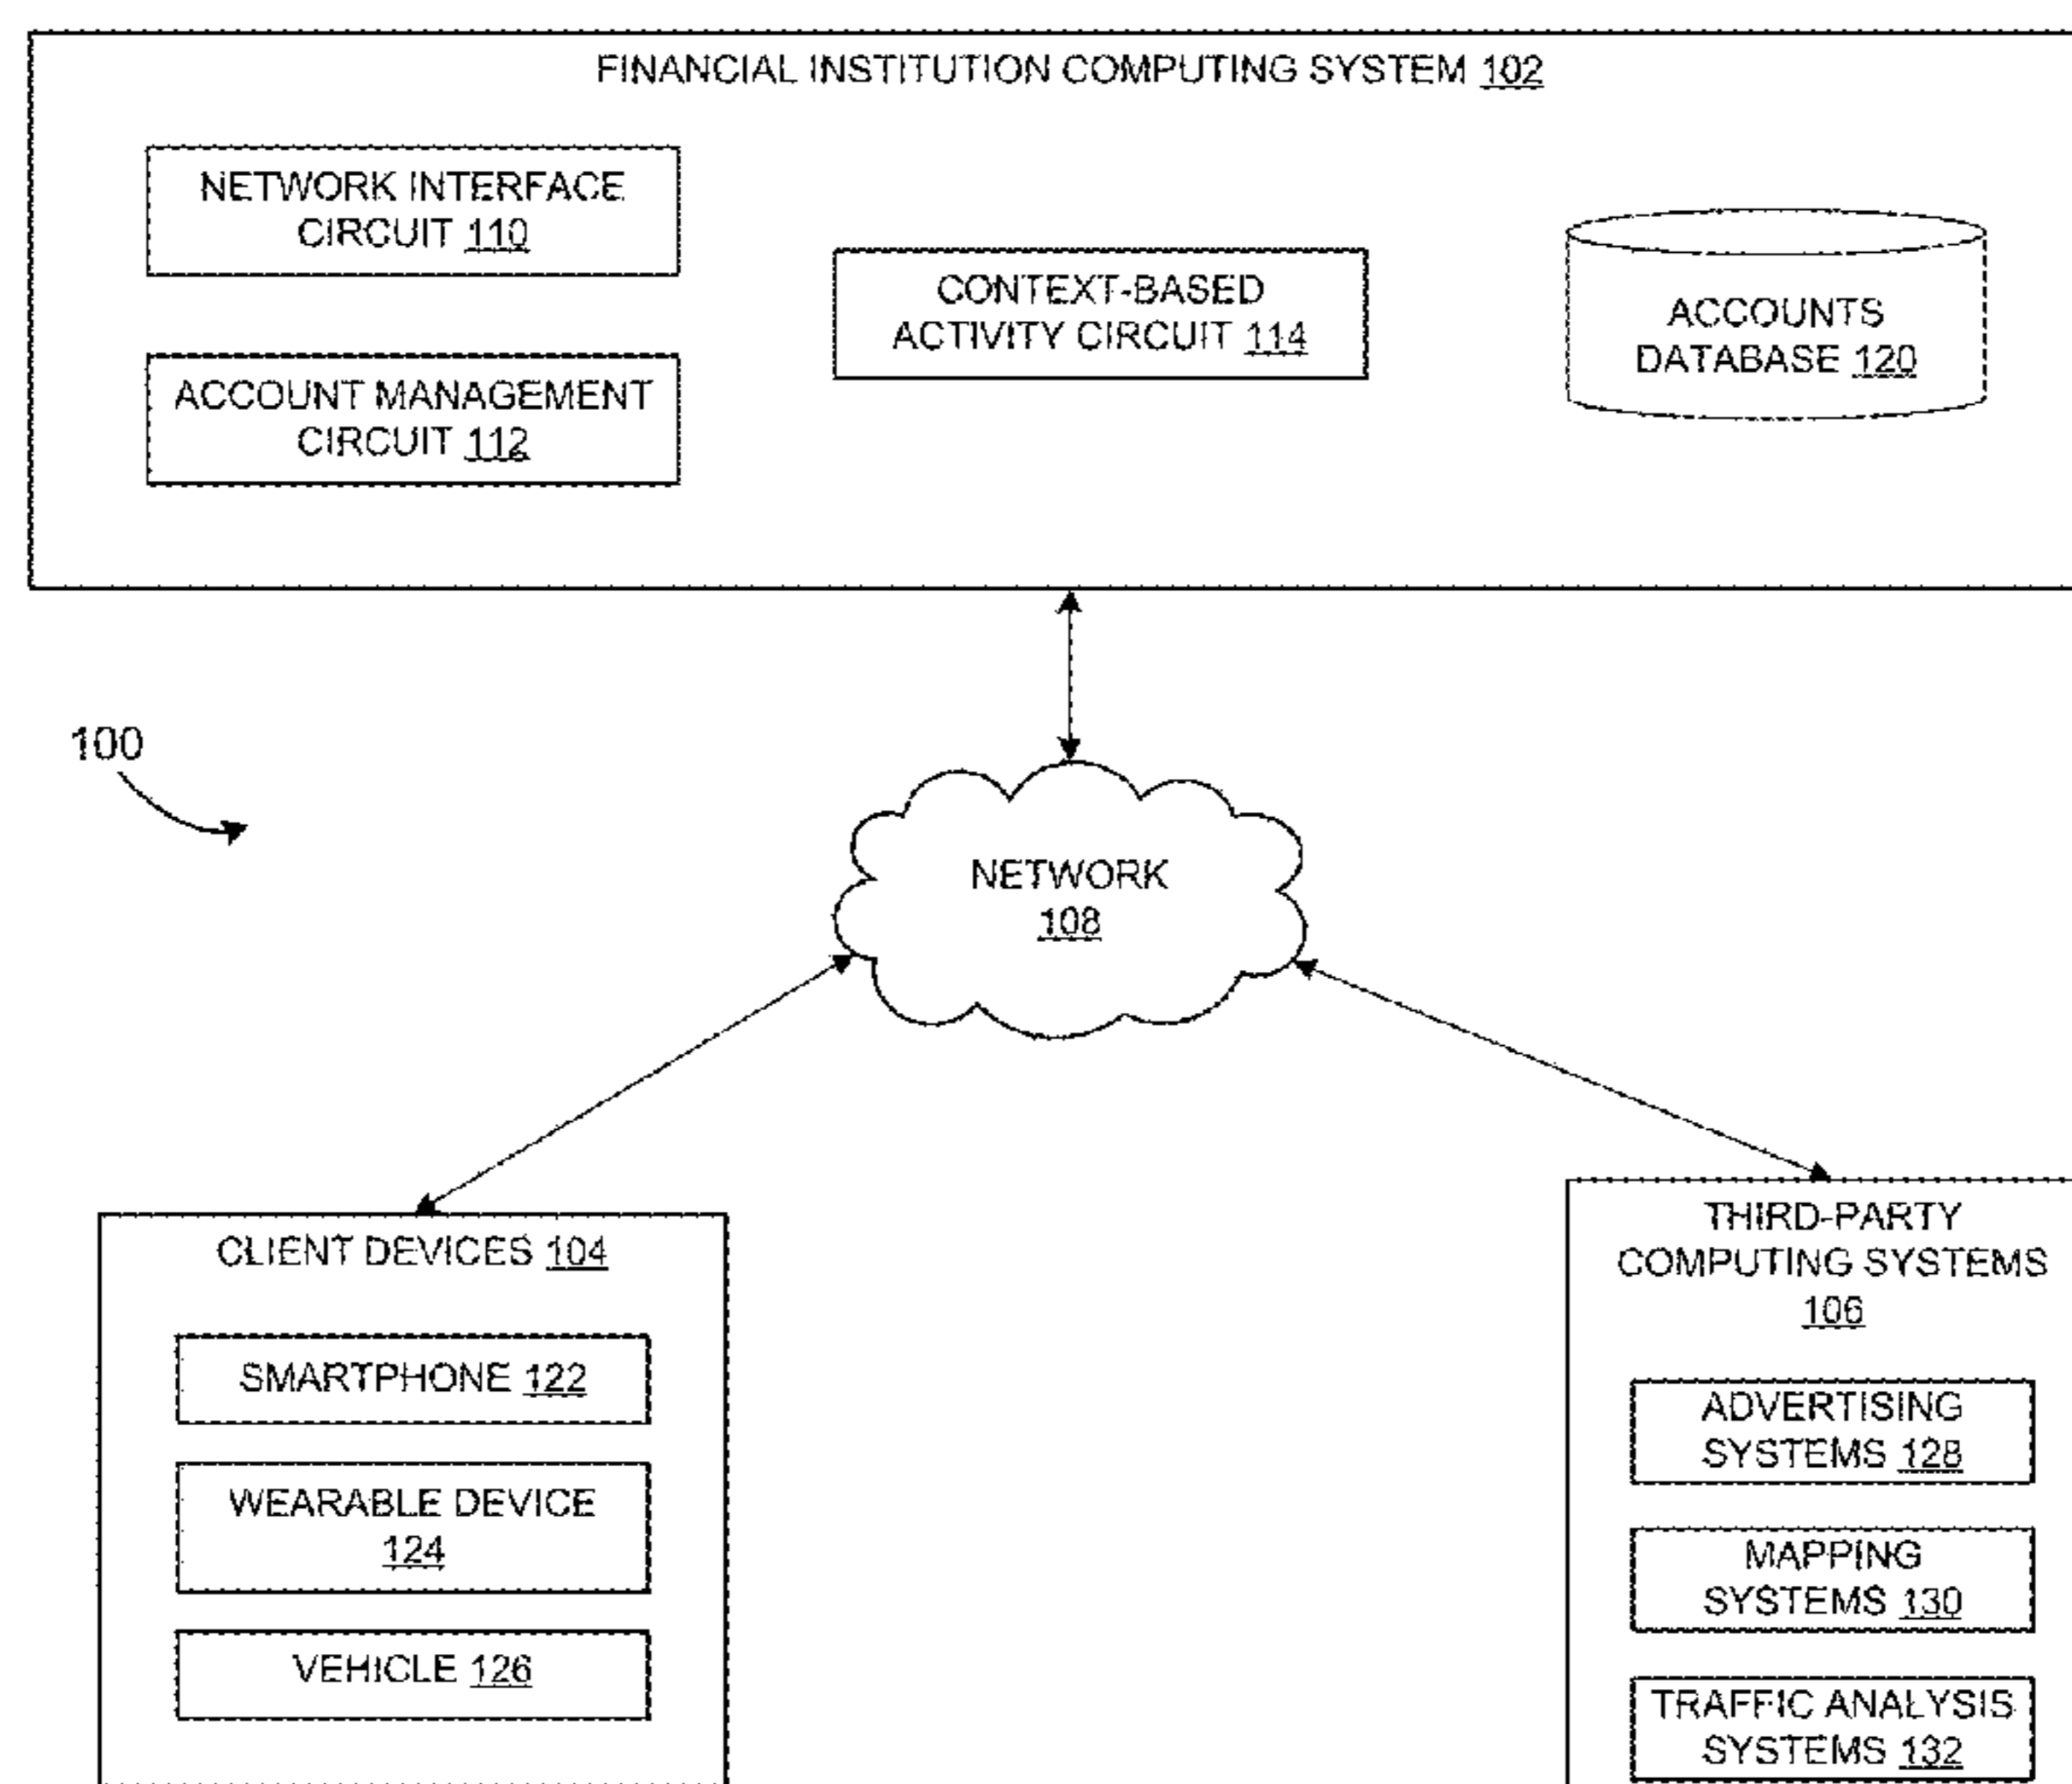 FINANCIAL INSTITUTION COMPUTING SYSTEM 102
NETWORK INTERFACE
CIRCUIT 110
ACCOUNT MANAGEMENT
CIRCUIT 112
CONTEXT-BASED
ACTIVITY CIRCUIT 114
ACCOUNTS
DATABASE 120
100
NETWORK
108
CLIENT DEVICES 104
SMARTPHONE 122
WEARABLE DEVICE
124
VEHICLE 126
THIRD-PARTY
COMPUTING SYSTEMS
106
ADVERTISING
SYSTEMS 128
MAPPING
SYSTEMS 130
TRAFFIC ANALYSIS
SYSTEMS 132